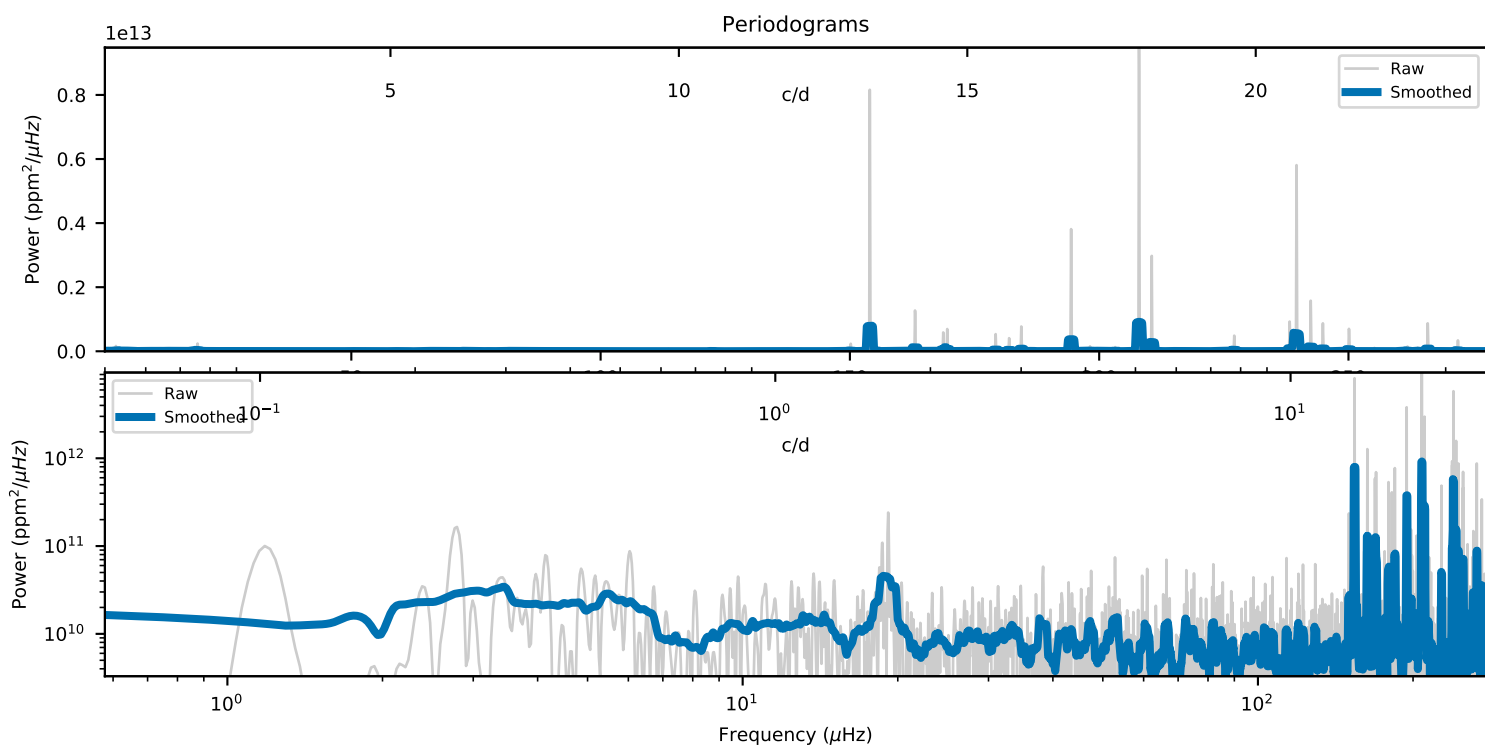 Periodograms
1e13
5 10 15 20
c/d
Raw
Smoothed
0.8
0.6
0.4
0.2
0.0
Power (ppm²/μHz)
Raw
Smoothed
10⁻¹ 10⁰ 10¹
c/d
10¹²
10¹¹
10¹⁰
Power (ppm²/μHz)
10⁰ 10¹ 10²
Frequency (μHz)